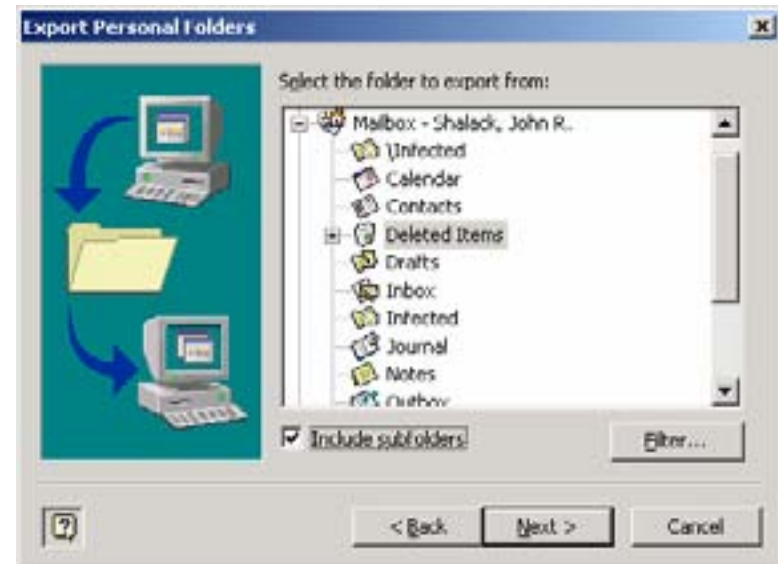 Export Personal Folders
Select the folder to export from:
Mailbox - Shalack, John R.
\Infected
Calendar
Contacts
Deleted Items
Drafts
Inbox
Infected
Journal
Notes
Outbox
Include subfolders
Filter...
< Back
Next >
Cancel